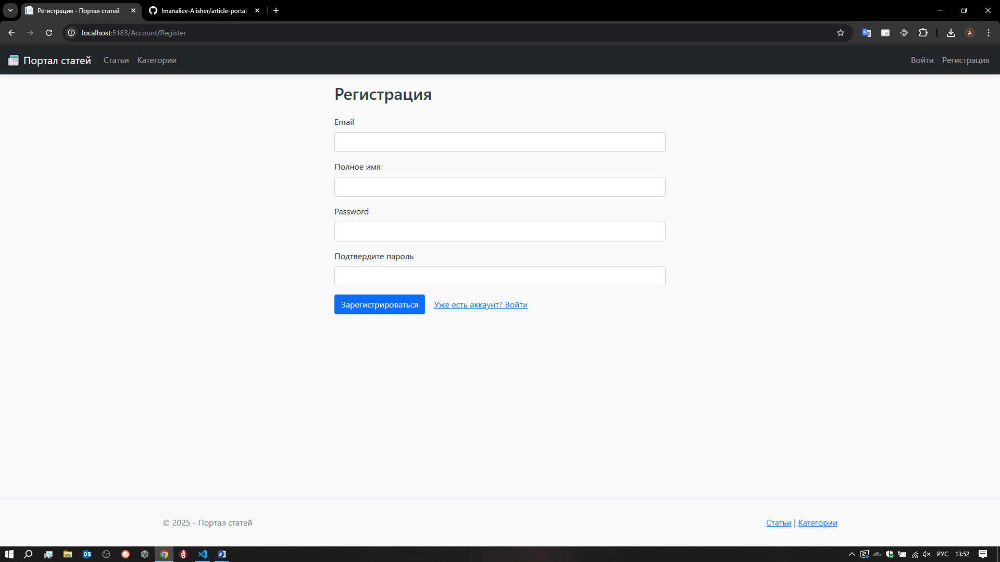 Регистрация - Портал статей
Imanaliev-Alisher/article-portal
localhost:5183/Account/Register
A
Портал статей
Статьи
Категории
Войти
Регистрация
Регистрация
Email
Полное имя
Password
Подтвердите пароль
Зарегистрироваться
Уже есть аккаунт? Войти
© 2025 - Портал статей
Статьи | Категории
РУС
13:52